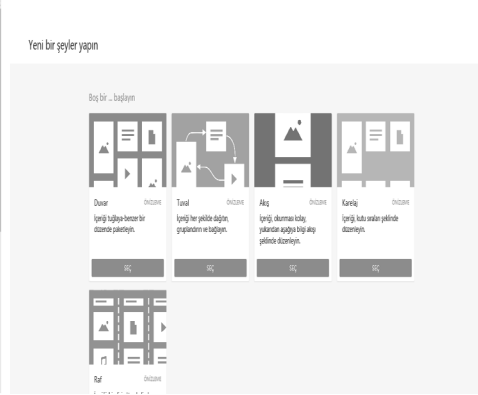 Yeni bir şeyler yapın
Boş bir ... başlayın
Duvar ÖNİZLEME
İçeriği tuğlaya-benzer bir
düzende paketleyin.
SEÇ
Tuval ÖNİZLEME
İçeriği her şekilde dağıtın,
gruplandırın ve bağlayın.
SEÇ
Akış ÖNİZLEME
İçeriği, okunması kolay,
yukarıdan aşağıya bilgi akışı
şeklinde düzenleyin.
SEÇ
Karelaj ÖNİZLEME
İçeriği, kutu sıraları şeklinde
düzenleyin.
SEÇ
Raf ÖNİZLEME